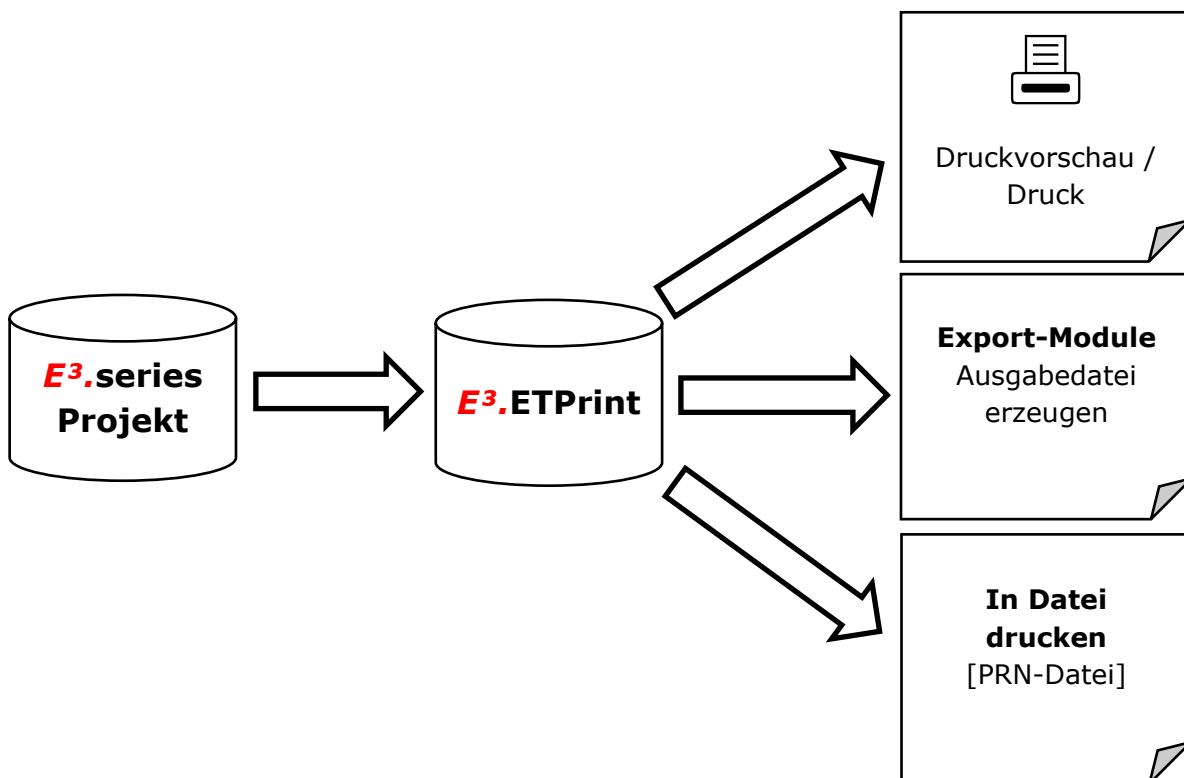 E³.series
Projekt
E³.ETPrint
Druckvorschau /
Druck
Export-Module
Ausgabedatei
erzeugen
In Datei
drucken
[PRN-Datei]